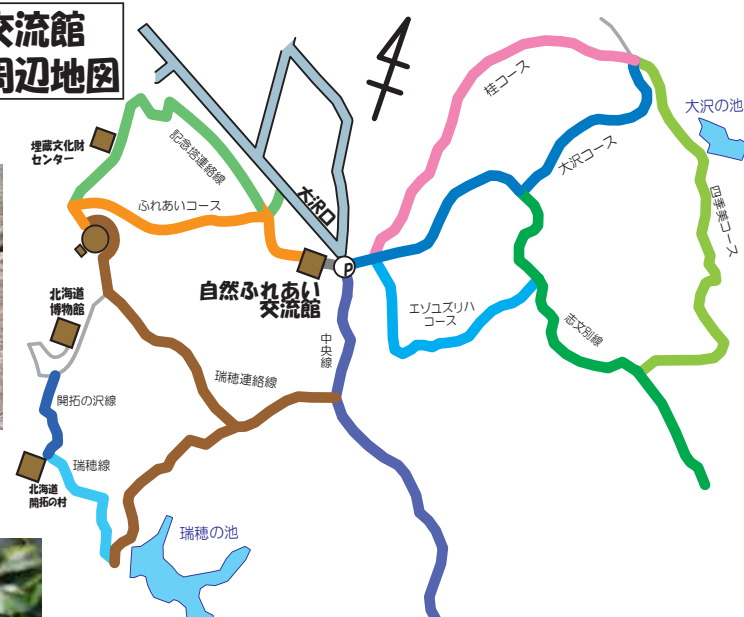 交流館
周辺地図
桂コース
大沢の池
埋蔵文化財
センター
記念塔連絡線
大沢コース
大沢口
四季美コース
ふれあいコース
P
自然ふれあい
交流館
北海道
博物館
エゾユズリハ
コース
志文別線
中央線
瑞穂連絡線
開拓の沢線
瑞穂線
北海道
開拓の村
瑞穂の池